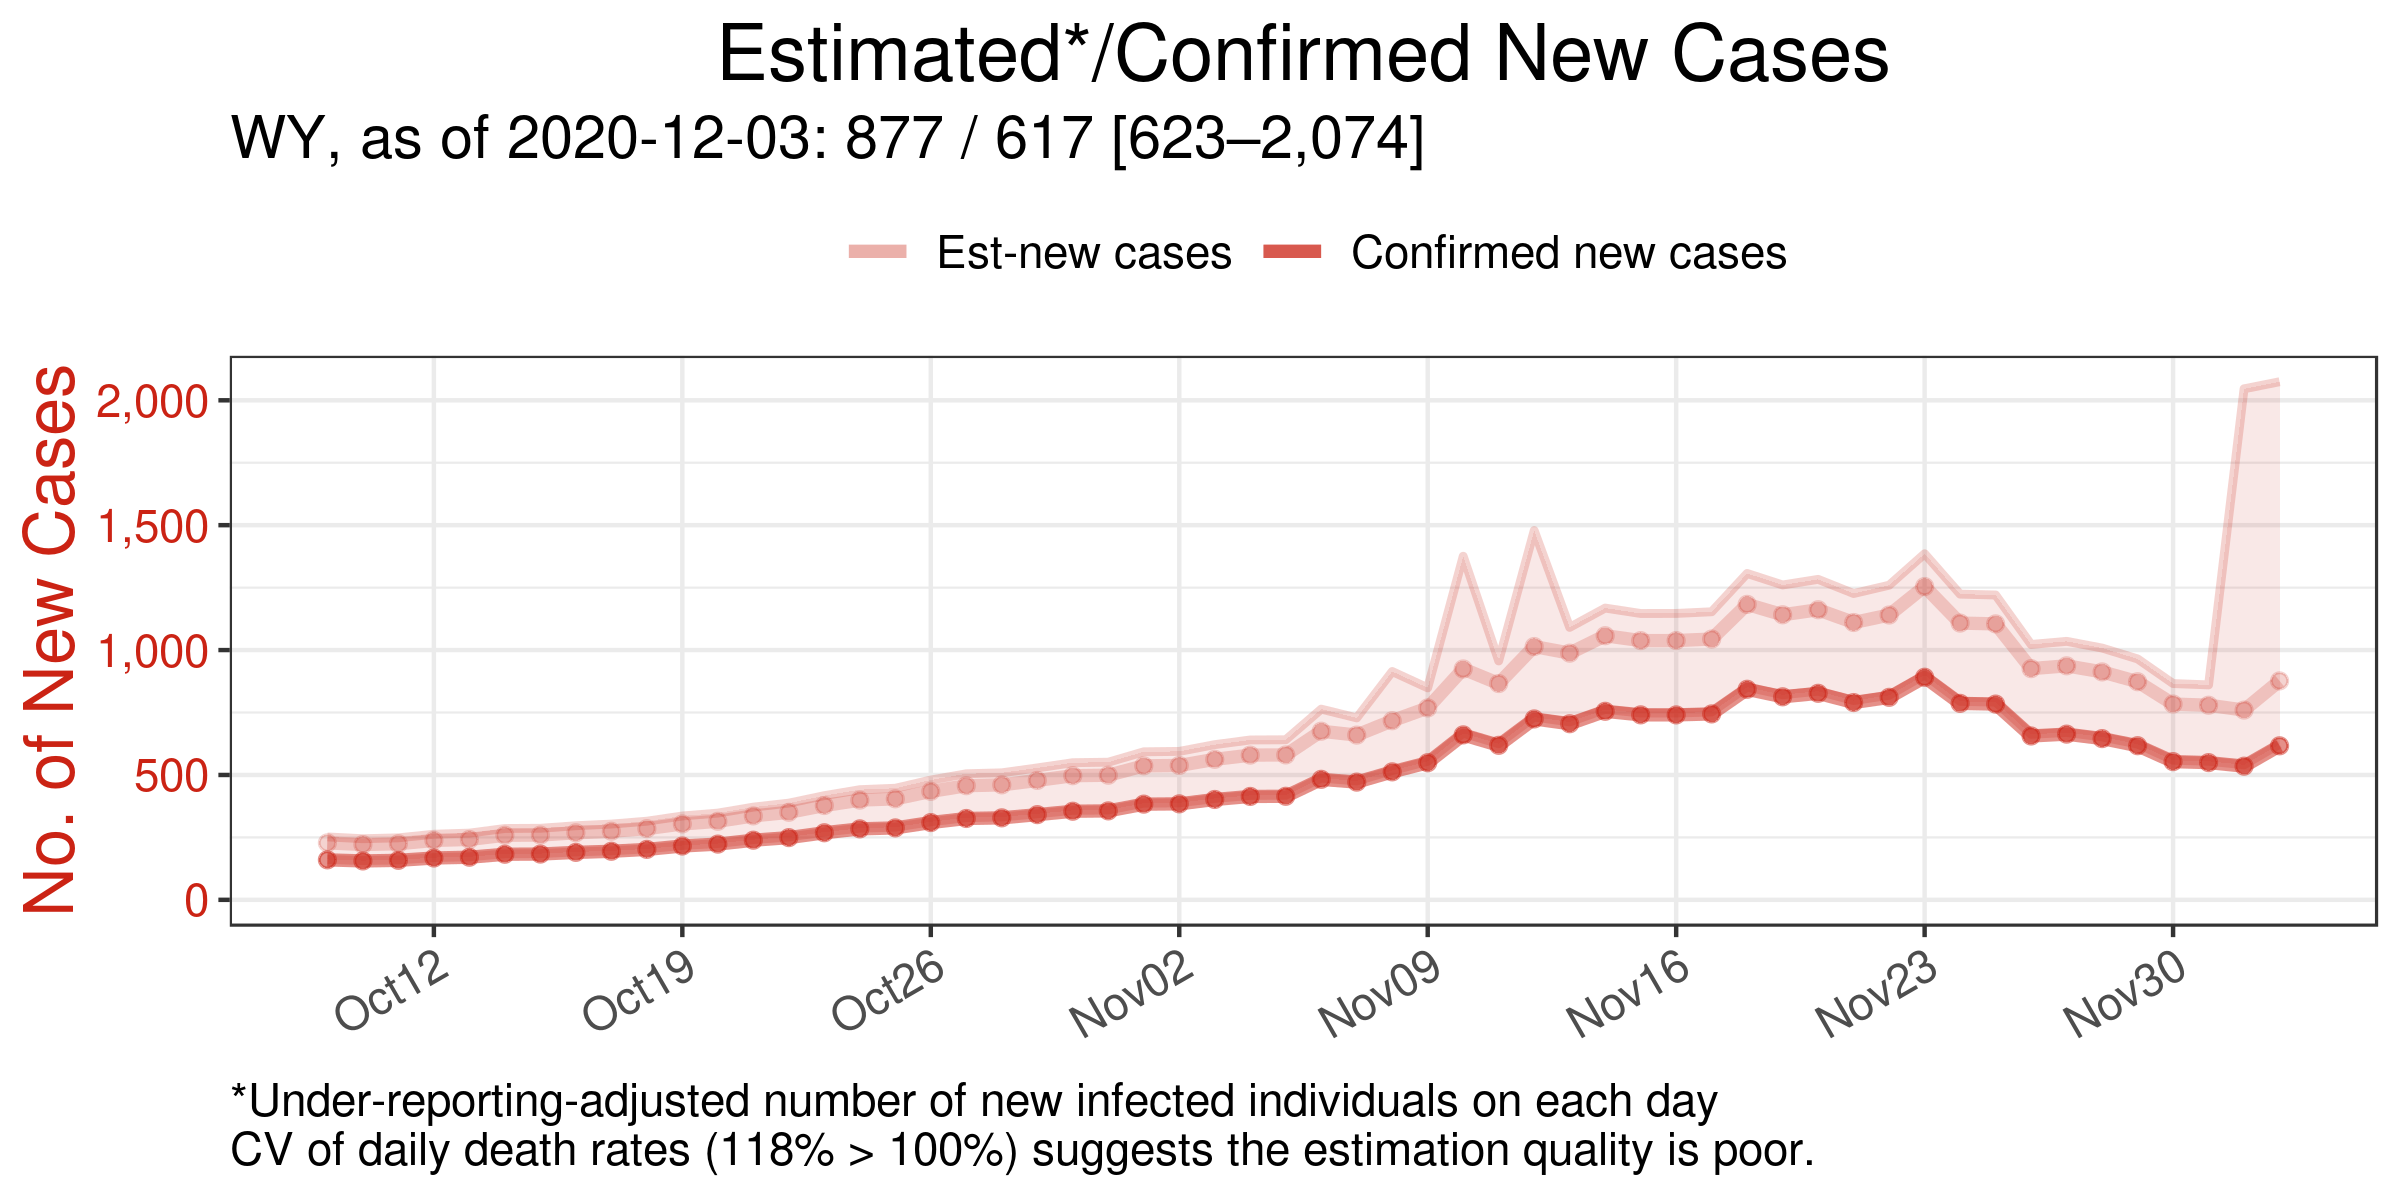 Estimated*/Confirmed New Cases
WY, as of 2020-12-03: 877 / 617 [623–2,074]
Est-new cases
Confirmed new cases
No. of New Cases
2,000
1,500
1,000
500
0
Oct12
Oct19
Oct26
Nov02
Nov09
Nov16
Nov23
Nov30
*Under-reporting-adjusted number of new infected individuals on each day
CV of daily death rates (118% > 100%) suggests the estimation quality is poor.